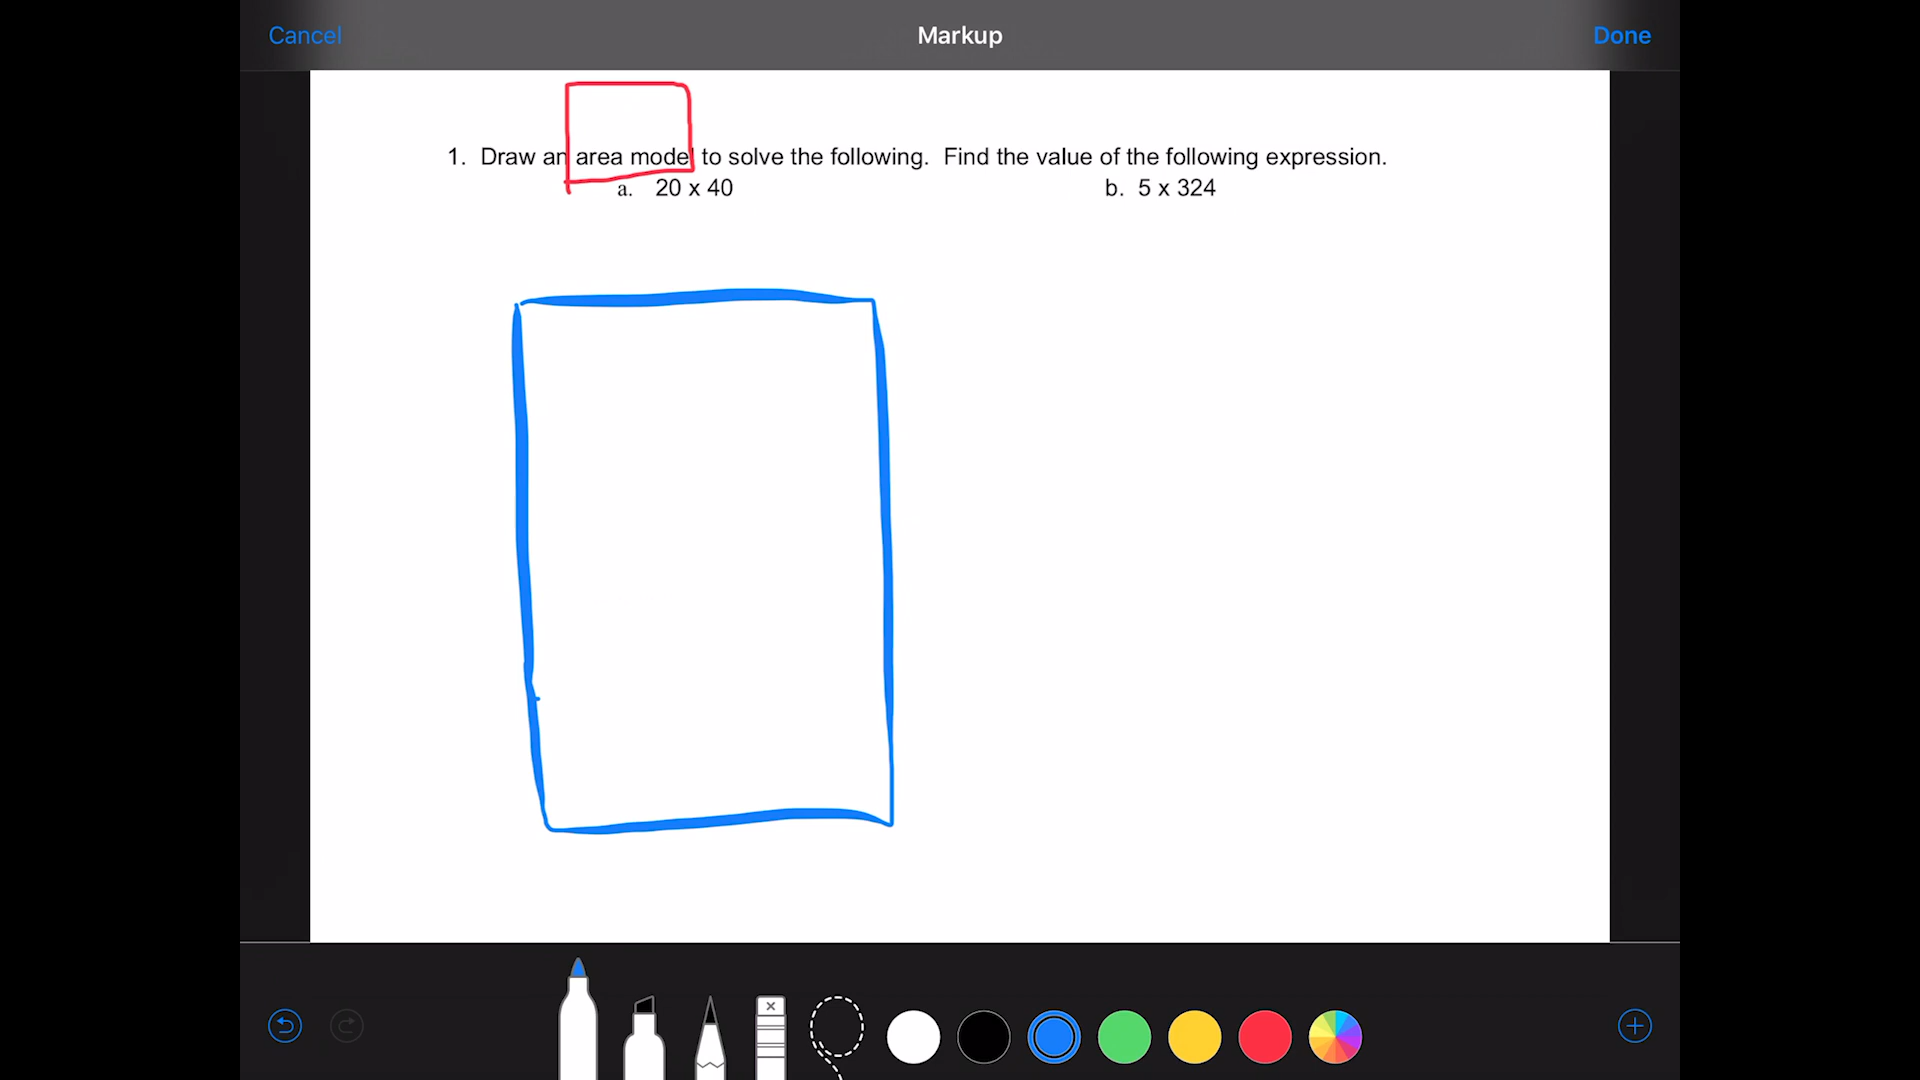 Cancel Markup Done
1. Draw an area model to solve the following. Find the value of the following expression.
a. 20 x 40 b. 5 x 324